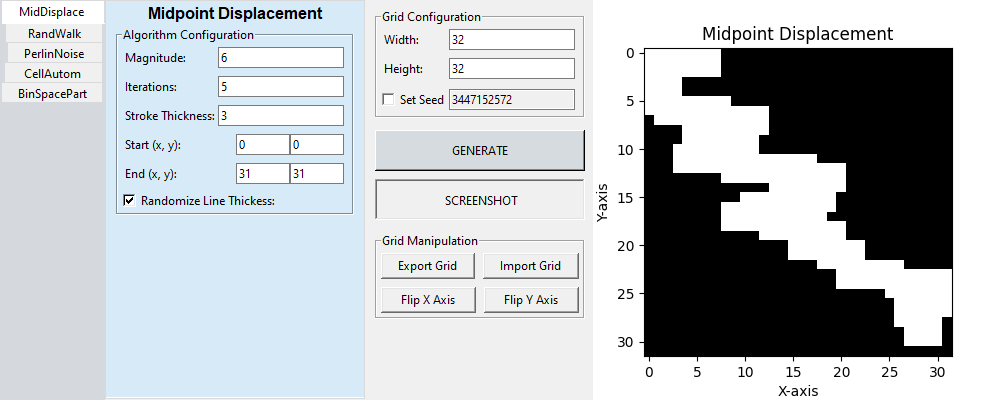 MidDisplace
RandWalk
PerlinNoise
CellAutom
BinSpacePart
Midpoint Displacement
Algorithm Configuration
Magnitude: 6
Iterations: 5
Stroke Thickness: 3
Start (x, y): 0 0
End (x, y): 31 31
Randomize Line Thickess:
Grid Configuration
Width: 32
Height: 32
Set Seed 3447152572
GENERATE
SCREENSHOT
Grid Manipulation
Export Grid Import Grid
Flip X Axis Flip Y Axis
Midpoint Displacement
Y-axis
0
5
10
15
20
25
30
0 5 10 15 20 25 30
X-axis